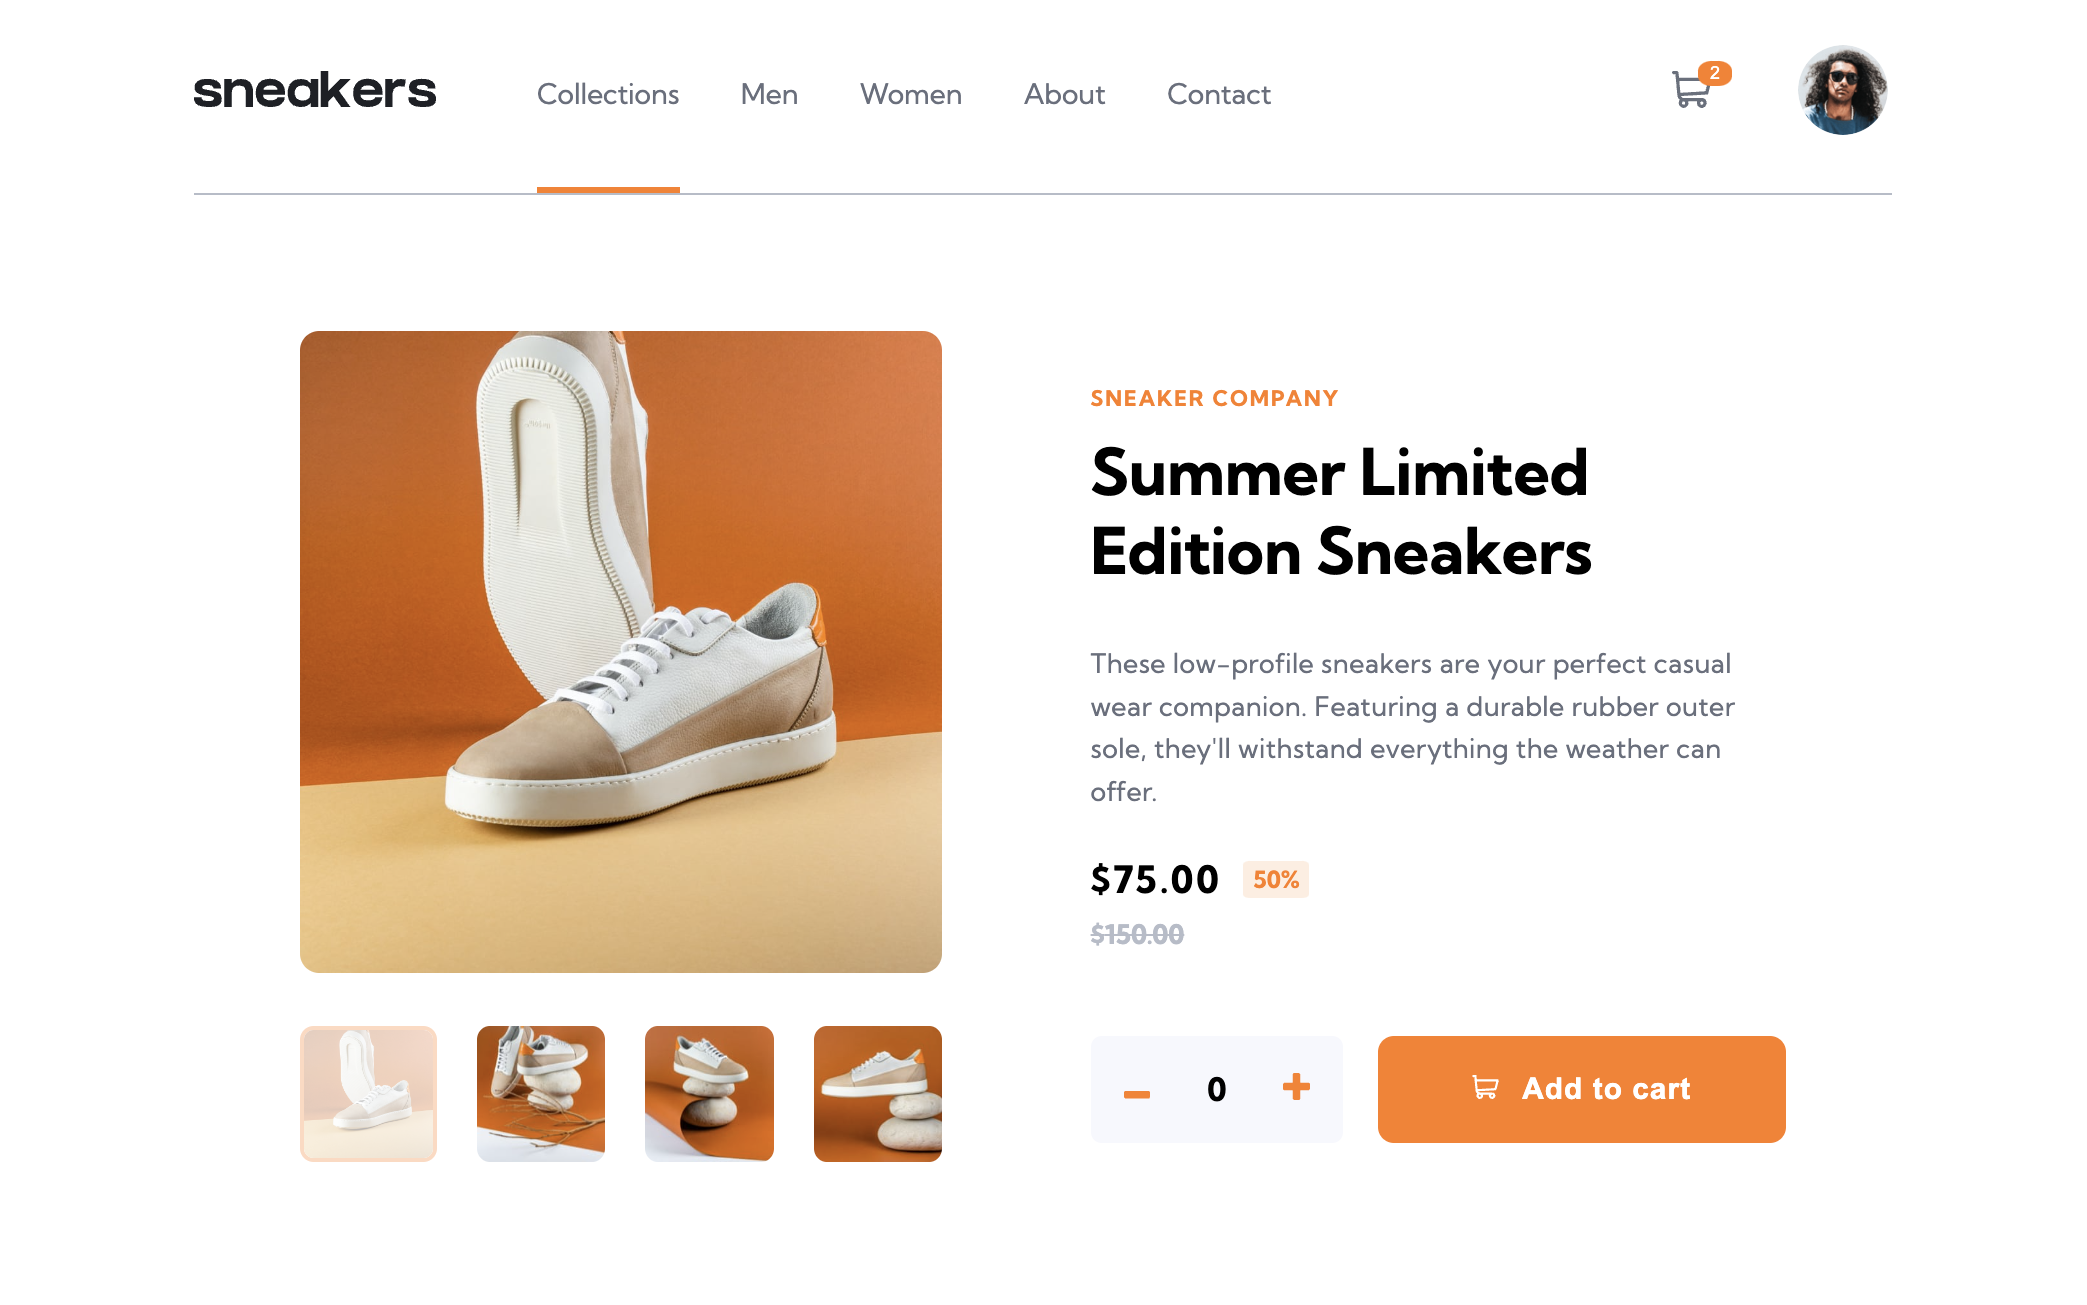 sneakers
Collections
Men
Women
About
Contact
2
SNEAKER COMPANY
Summer Limited
Edition Sneakers
These low-profile sneakers are your perfect casual
wear companion. Featuring a durable rubber outer
sole, they'll withstand everything the weather can
offer.
$75.00
50%
$150.00
0
Add to cart